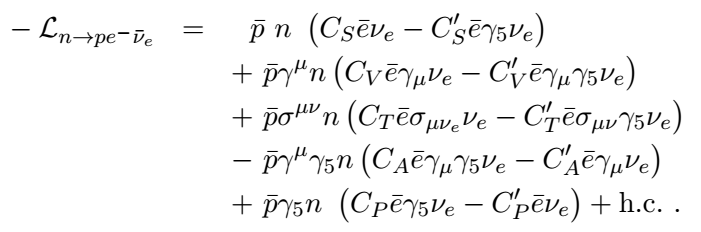 − ℒ_{n→pe⁻ν̄_e} = p̄ n (C_S ēν_e − C′_S ēγ_5ν_e)
+ p̄γ^μn (C_V ēγ_μν_e − C′_V ēγ_μγ_5ν_e)
+ p̄σ^{μν}n (C_T ēσ_{μν_e}ν_e − C′_T ēσ_{μν}γ_5ν_e)
− p̄γ^μγ_5n (C_A ēγ_μγ_5ν_e − C′_A ēγ_μν_e)
+ p̄γ_5n (C_P ēγ_5ν_e − C′_P ēν_e) + h.c. .